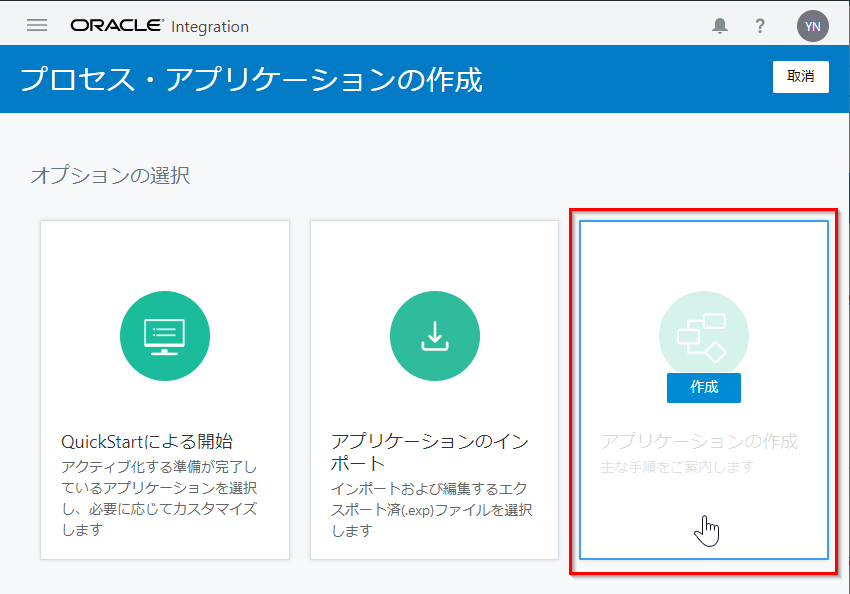 ORACLE Integration
? YN
プロセス・アプリケーションの作成
取消
オプションの選択
QuickStartによる開始
アクティブ化する準備が完了し
ているアプリケーションを選択
し、必要に応じてカスタマイズ
します
アプリケーションのイン
ポート
インポートおよび編集するエク
スポート済(.exp)ファイルを選択
します
作成
アプリケーションの作成
主な手順をご案内します